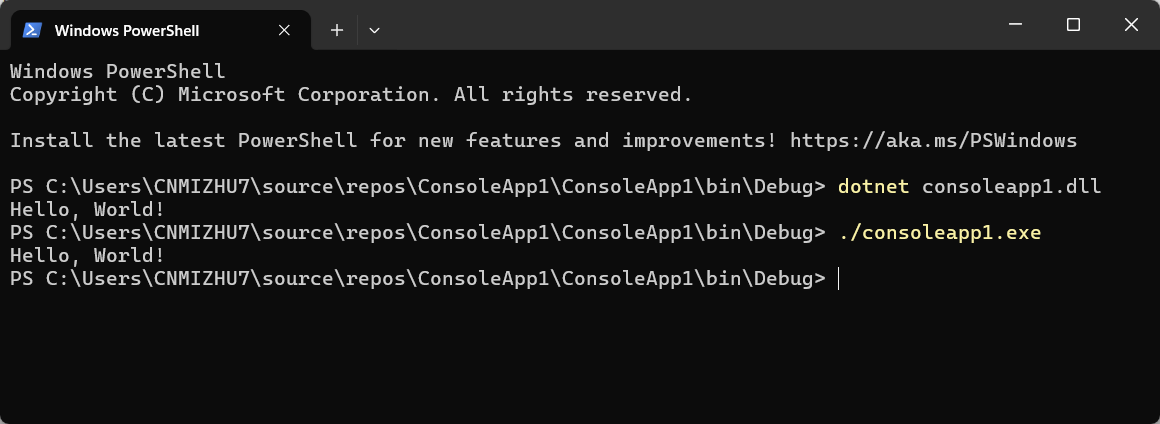 Windows PowerShell
Windows PowerShell
Copyright (C) Microsoft Corporation. All rights reserved.
Install the latest PowerShell for new features and improvements! https://aka.ms/PSWindows
PS C:\Users\CNMIZHU7\source\repos\ConsoleApp1\ConsoleApp1\bin\Debug> dotnet consoleapp1.dll
Hello, World!
PS C:\Users\CNMIZHU7\source\repos\ConsoleApp1\ConsoleApp1\bin\Debug> ./consoleapp1.exe
Hello, World!
PS C:\Users\CNMIZHU7\source\repos\ConsoleApp1\ConsoleApp1\bin\Debug>